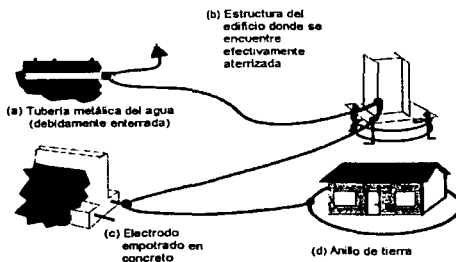 (b) Estructura del
edificio donde se
encuentre
efectivamente
aterrizada
(a) Tubería metálica del agua
(debidamente enterrada)
(c) Electrodo
empotrado en
concreto
(d) Anillo de tierra